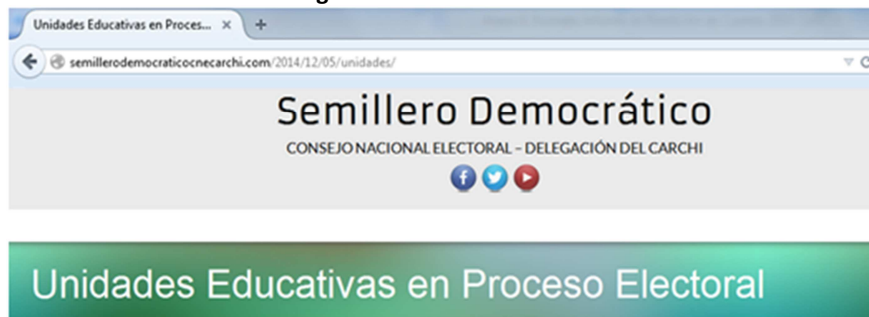 Unidades Educativas en Proces... × +
semillerodemocraticocnecarchi.com/2014/12/05/unidades/
Semillero Democrático
CONSEJO NACIONAL ELECTORAL – DELEGACIÓN DEL CARCHI
Unidades Educativas en Proceso Electoral